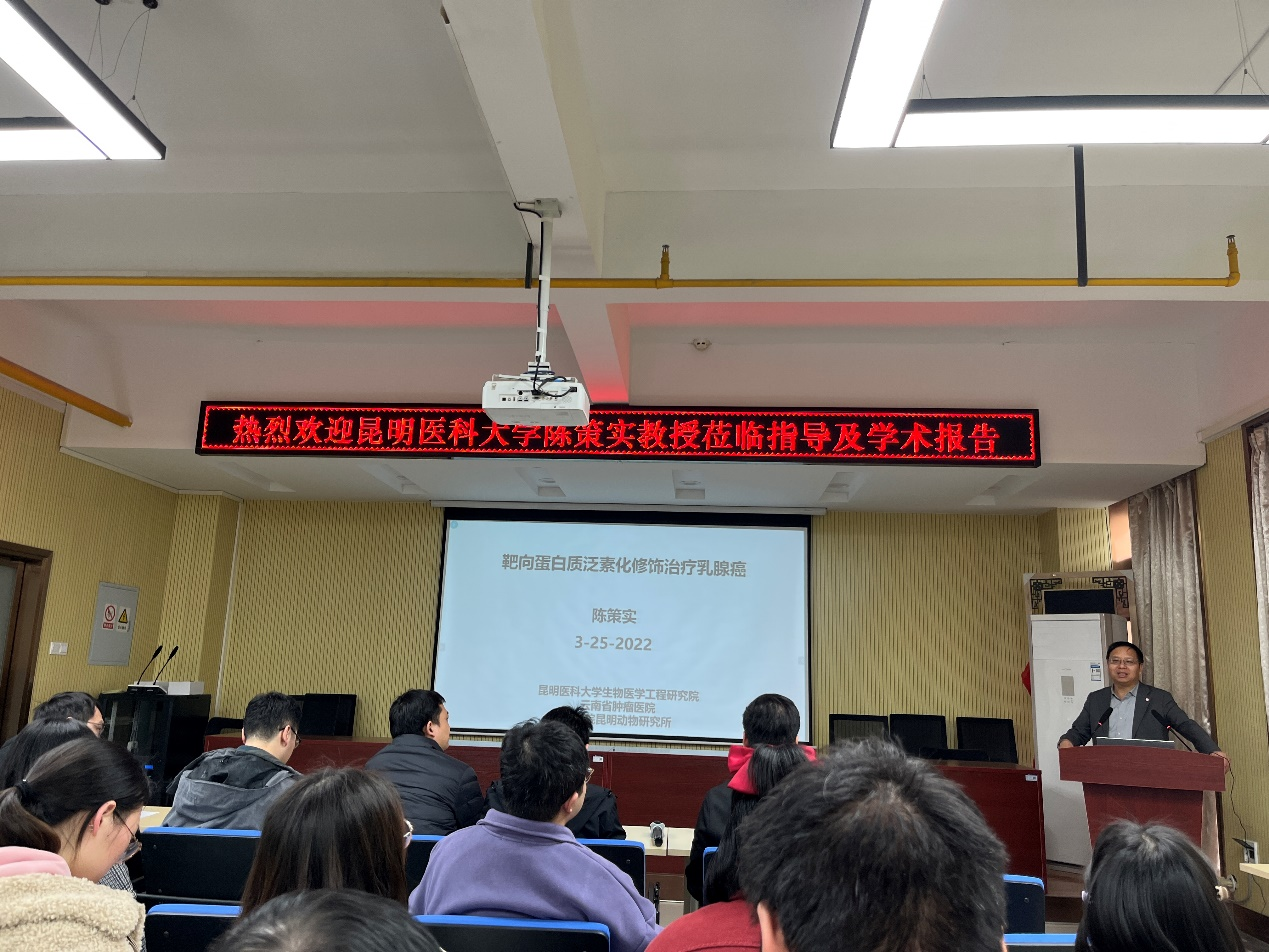 热烈欢迎昆明医科大学陈策实教授莅临指导及学术报告
靶向蛋白质泛素化修饰治疗乳腺癌
陈策实
3-25-2022
昆明医科大学生物医学工程研究院
云南省肿瘤医院
院昆明动物研究所